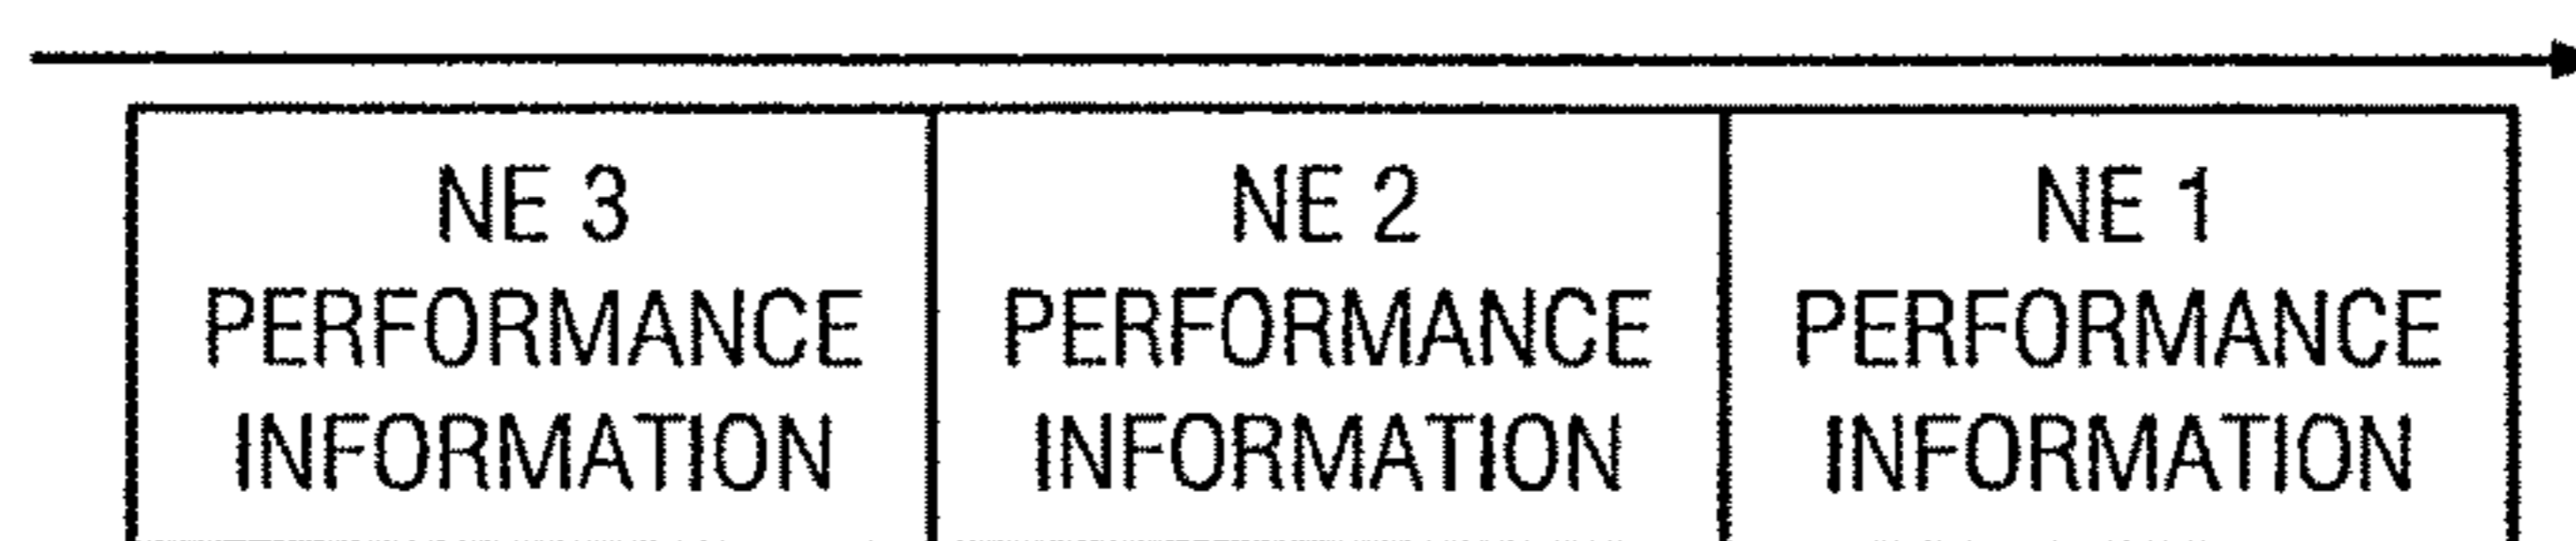 NE 3
PERFORMANCE
INFORMATION
NE 2
PERFORMANCE
INFORMATION
NE 1
PERFORMANCE
INFORMATION